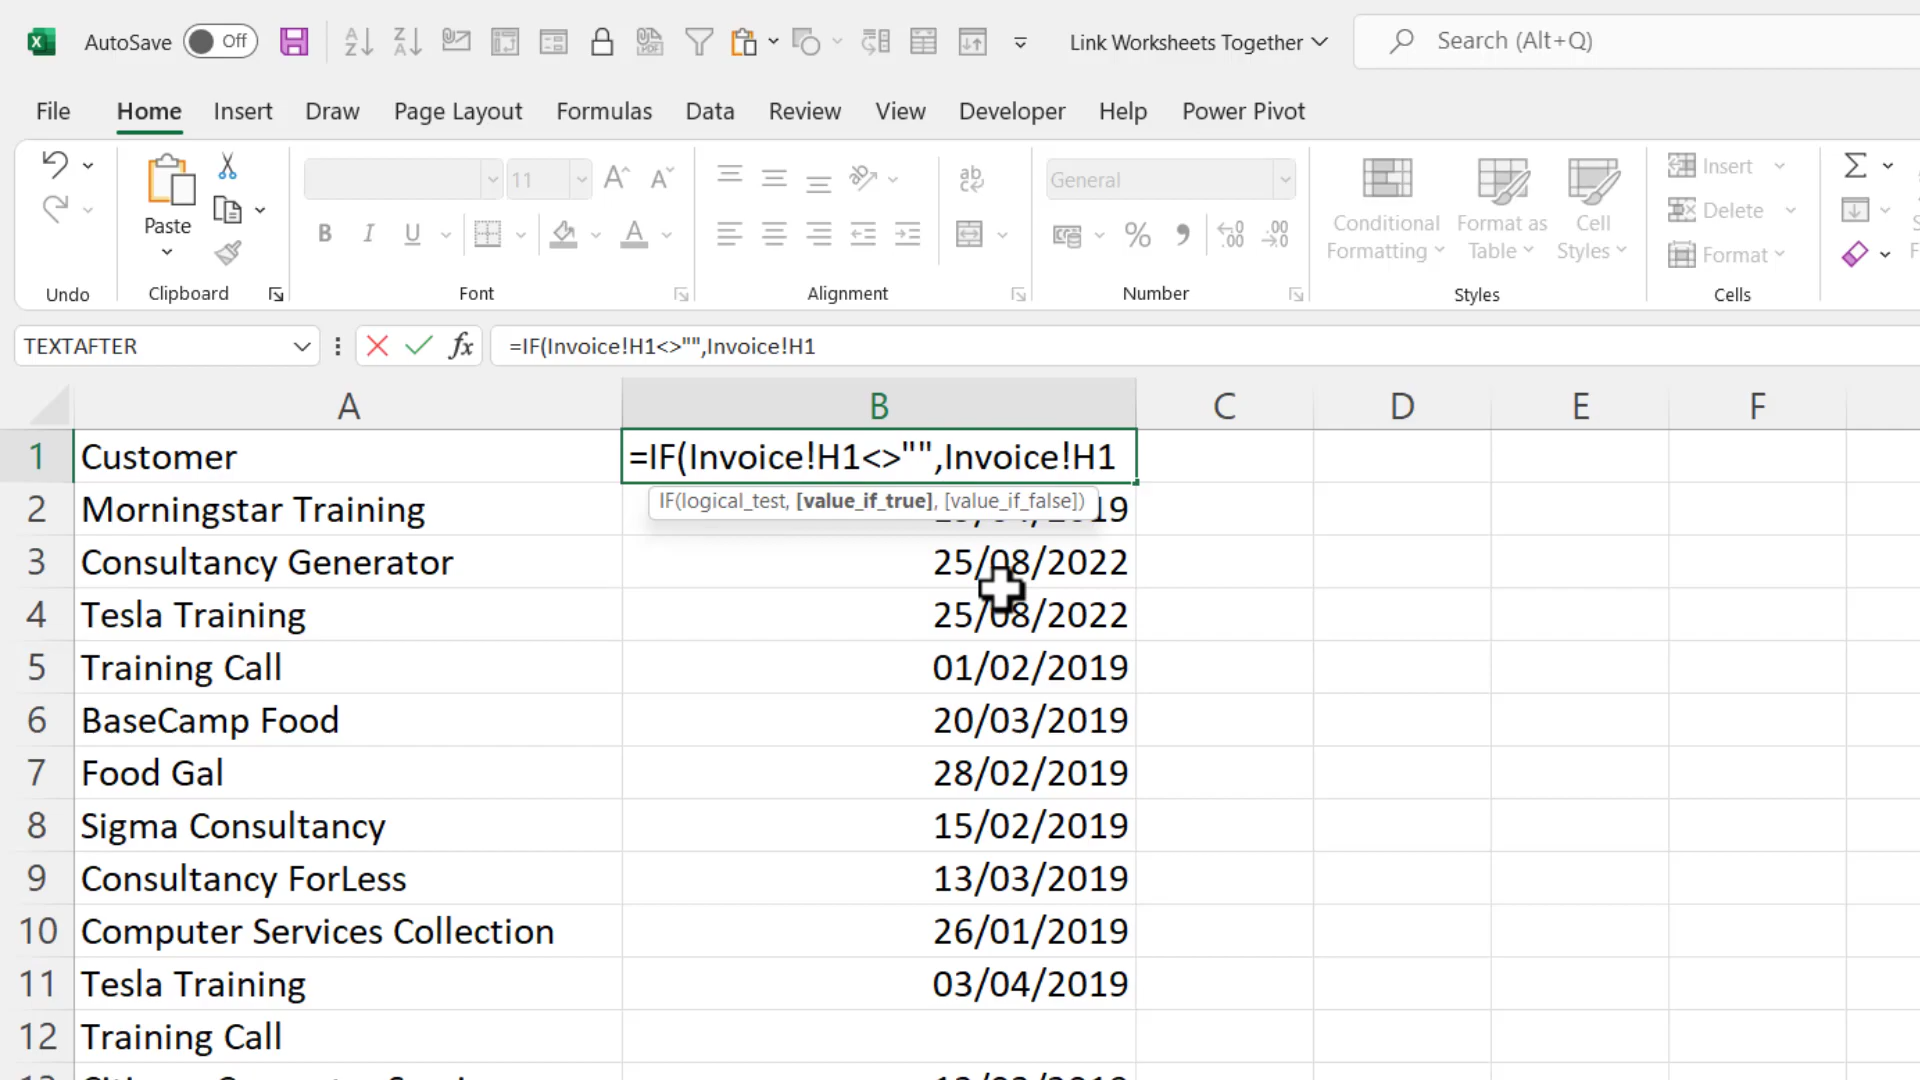 AutoSave Off Link Worksheets Together Search (Alt+Q)
File Home Insert Draw Page Layout Formulas Data Review View Developer Help Power Pivot
Paste 11 General Conditional Formatting Format as Table Cell Styles Insert Delete Format
Undo Clipboard Font Alignment Number Styles Cells
TEXTAFTER fx =IF(Invoice!H1<>"",Invoice!H1
A B C D E F
1 Customer =IF(Invoice!H1<>"",Invoice!H1
IF(logical_test, [value_if_true], [value_if_false])
2 Morningstar Training
3 Consultancy Generator 25/08/2022
4 Tesla Training 25/08/2022
5 Training Call 01/02/2019
6 BaseCamp Food 20/03/2019
7 Food Gal 28/02/2019
8 Sigma Consultancy 15/02/2019
9 Consultancy ForLess 13/03/2019
10 Computer Services Collection 26/01/2019
11 Tesla Training 03/04/2019
12 Training Call